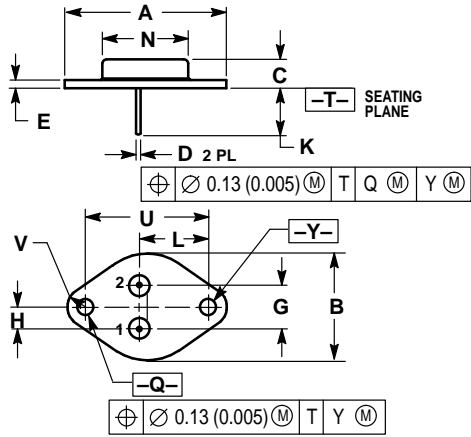 A
N
C
E
–T– SEATING
PLANE
K
D 2 PL
⌖ ∅ 0.13 (0.005) Ⓜ T Q Ⓜ Y Ⓜ
U
V
L
–Y–
2
H
G
B
1
–Q–
⌖ ∅ 0.13 (0.005) Ⓜ T Y Ⓜ